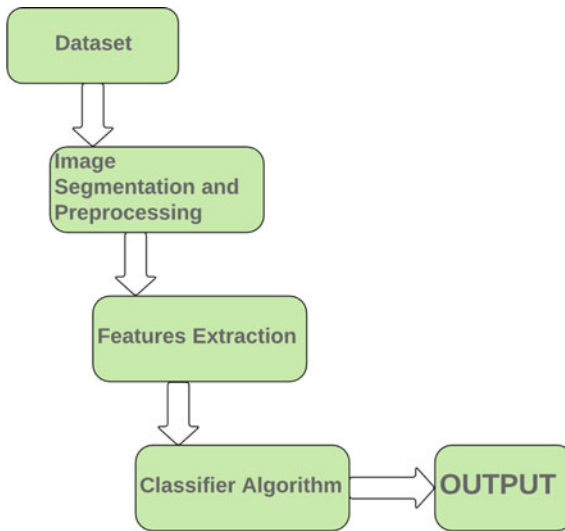 Dataset
Image
Segmentation and
Preprocessing
Features Extraction
Classifier Algorithm
OUTPUT